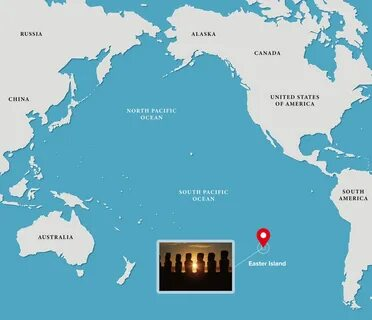 RUSSIA
ALASKA
CANADA
CHINA
UNITED STATES
OF AMERICA
NORTH PACIFIC
OCEAN
SOUTH PACIFIC
OCEAN
SOUTH
AMERICA
AUSTRALIA
Easter Island